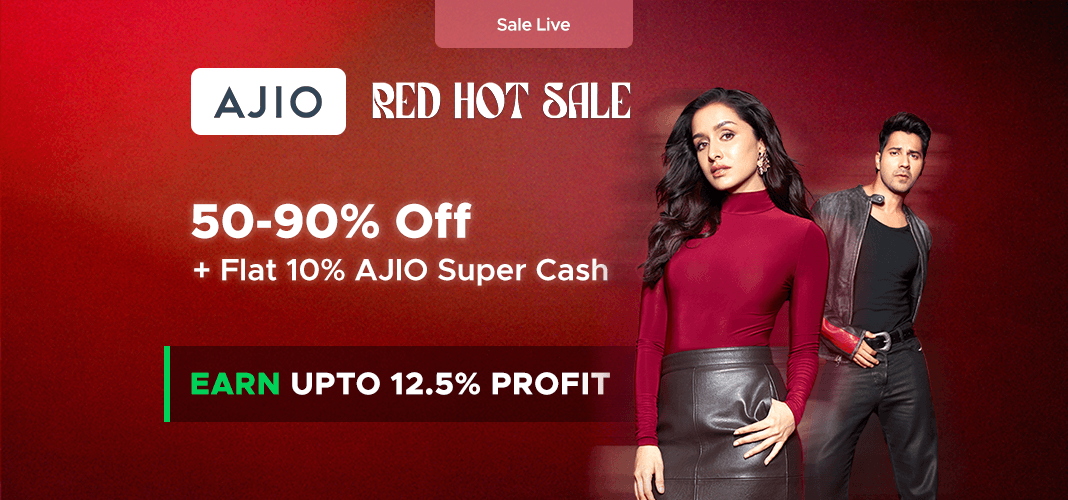 Sale Live
AJIO RED HOT SALE
50-90% Off
+ Flat 10% AJIO Super Cash
EARN UPTO 12.5% PROFIT